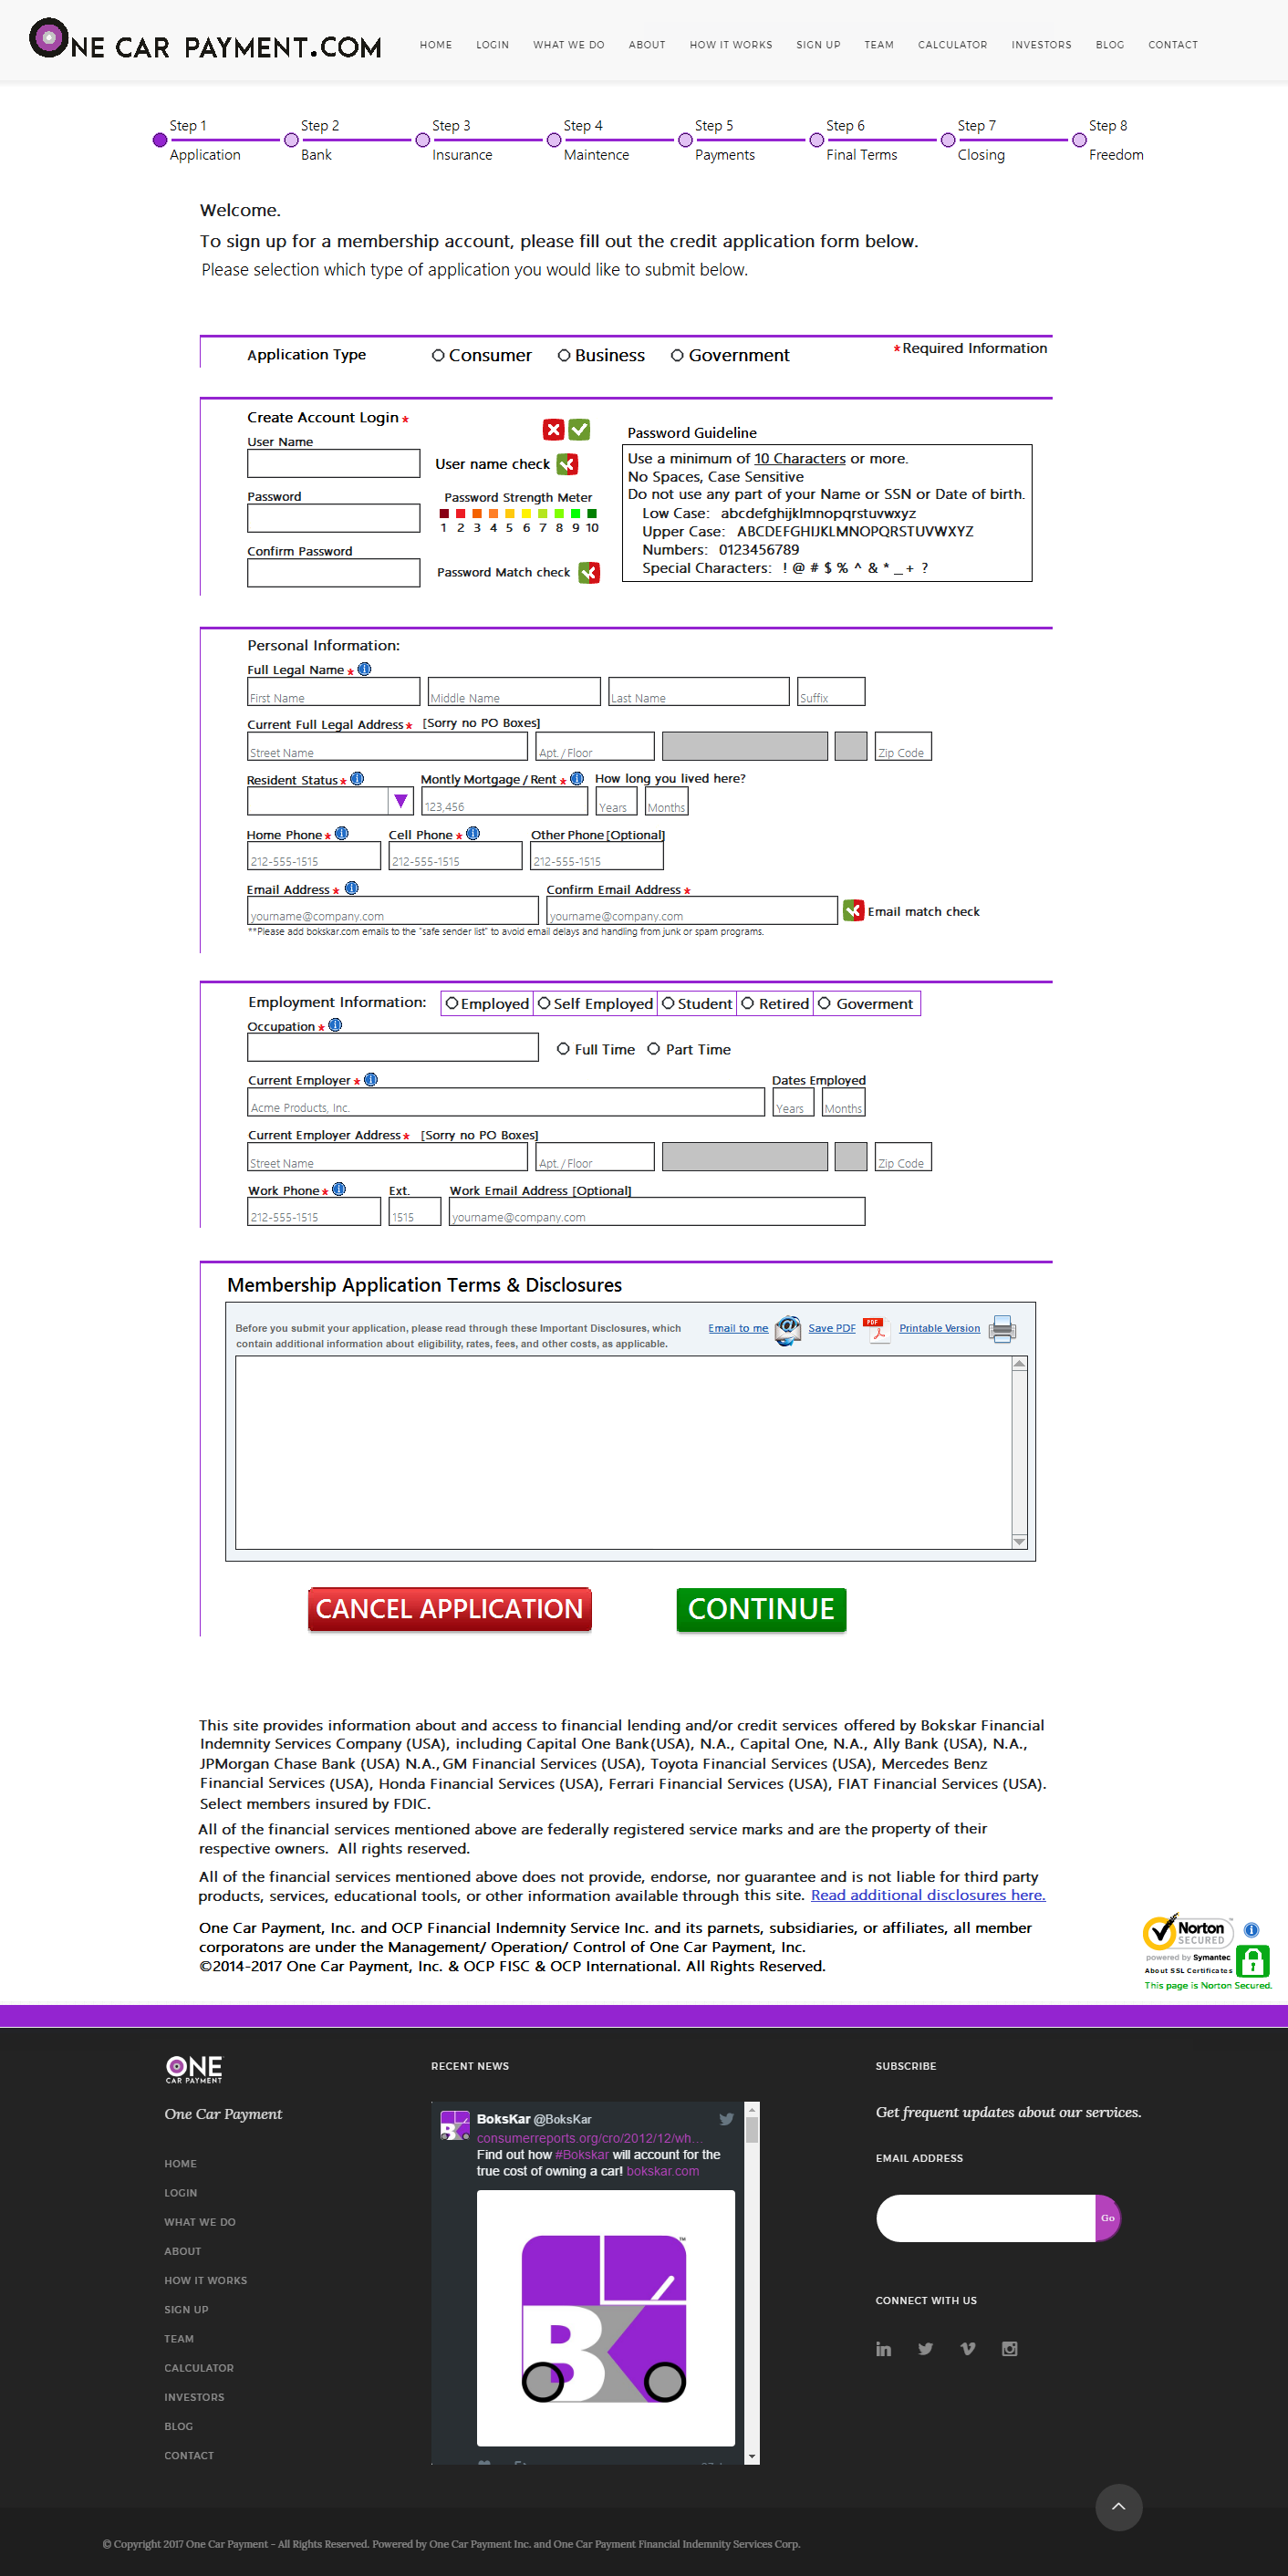 ONE CAR PAYMENT.COM
HOME LOGIN WHAT WE DO ABOUT HOW IT WORKS SIGN UP TEAM CALCULATOR INVESTORS BLOG CONTACT
Step 1 Step 2 Step 3 Step 4 Step 5 Step 6 Step 7 Step 8
Application Bank Insurance Maintence Payments Final Terms Closing Freedom
Welcome.
To sign up for a membership account, please fill out the credit application form below.
Please selection which type of application you would like to submit below.
Application Type Consumer Business Government *Required Information
Create Account Login *
User Name
User name check
Password
Password Strength Meter
1 2 3 4 5 6 7 8 9 10
Confirm Password
Password Match check
Password Guideline
Use a minimum of 10 Characters or more.
No Spaces, Case Sensitive
Do not use any part of your Name or SSN or Date of birth.
Low Case: abcdefghijklmnopqrstuvwxyz
Upper Case: ABCDEFGHIJKLMNOPQRSTUVWXYZ
Numbers: 0123456789
Special Characters: ! @ # $ % ^ & * _ + ?
Personal Information:
Full Legal Name * i
First Name Middle Name Last Name Suffix
Current Full Legal Address * [Sorry no PO Boxes]
Street Name Apt. / Floor Zip Code
Resident Status * i Montly Mortgage / Rent * i How long you lived here?
123,456 Years Months
Home Phone * i Cell Phone * i Other Phone [Optional]
212-555-1515 212-555-1515 212-555-1515
Email Address * i Confirm Email Address *
yourname@company.com yourname@company.com Email match check
**Please add bokskar.com emails to the "safe sender list" to avoid email delays and handling from junk or spam programs.
Employment Information: Employed Self Employed Student Retired Goverment
Occupation * i
Full Time Part Time
Current Employer * i Dates Employed
Acme Products, Inc. Years Months
Current Employer Address * [Sorry no PO Boxes]
Street Name Apt. / Floor Zip Code
Work Phone * i Ext. Work Email Address [Optional]
212-555-1515 1515 yourname@company.com
Membership Application Terms & Disclosures
Before you submit your application, please read through these Important Disclosures, which
contain additional information about eligibility, rates, fees, and other costs, as applicable.
Email to me Save PDF PDF Printable Version
CANCEL APPLICATION CONTINUE
This site provides information about and access to financial lending and/or credit services offered by Bokskar Financial
Indemnity Services Company (USA), including Capital One Bank(USA), N.A., Capital One, N.A., Ally Bank (USA), N.A.,
JPMorgan Chase Bank (USA) N.A., GM Financial Services (USA), Toyota Financial Services (USA), Mercedes Benz
Financial Services (USA), Honda Financial Services (USA), Ferrari Financial Services (USA), FIAT Financial Services (USA).
Select members insured by FDIC.
All of the financial services mentioned above are federally registered service marks and are the property of their
respective owners. All rights reserved.
All of the financial services mentioned above does not provide, endorse, nor guarantee and is not liable for third party
products, services, educational tools, or other information available through this site. Read additional disclosures here.
One Car Payment, Inc. and OCP Financial Indemnity Service Inc. and its parnets, subsidiaries, or affiliates, all member
corporatons are under the Management/ Operation/ Control of One Car Payment, Inc.
©2014-2017 One Car Payment, Inc. & OCP FISC & OCP International. All Rights Reserved.
Norton i
SECURED
powered by Symantec
About SSL Certificates
This page is Norton Secured.
ONE
CAR PAYMENT
One Car Payment
HOME
LOGIN
WHAT WE DO
ABOUT
HOW IT WORKS
SIGN UP
TEAM
CALCULATOR
INVESTORS
BLOG
CONTACT
RECENT NEWS
BoksKar @BoksKar
consumerreports.org/cro/2012/12/wh...
Find out how #Bokskar will account for the
true cost of owning a car! bokskar.com
TM
BK
SUBSCRIBE
Get frequent updates about our services.
EMAIL ADDRESS
Go
CONNECT WITH US
© Copyright 2017 One Car Payment - All Rights Reserved. Powered by One Car Payment Inc. and One Car Payment Financial Indemnity Services Corp.